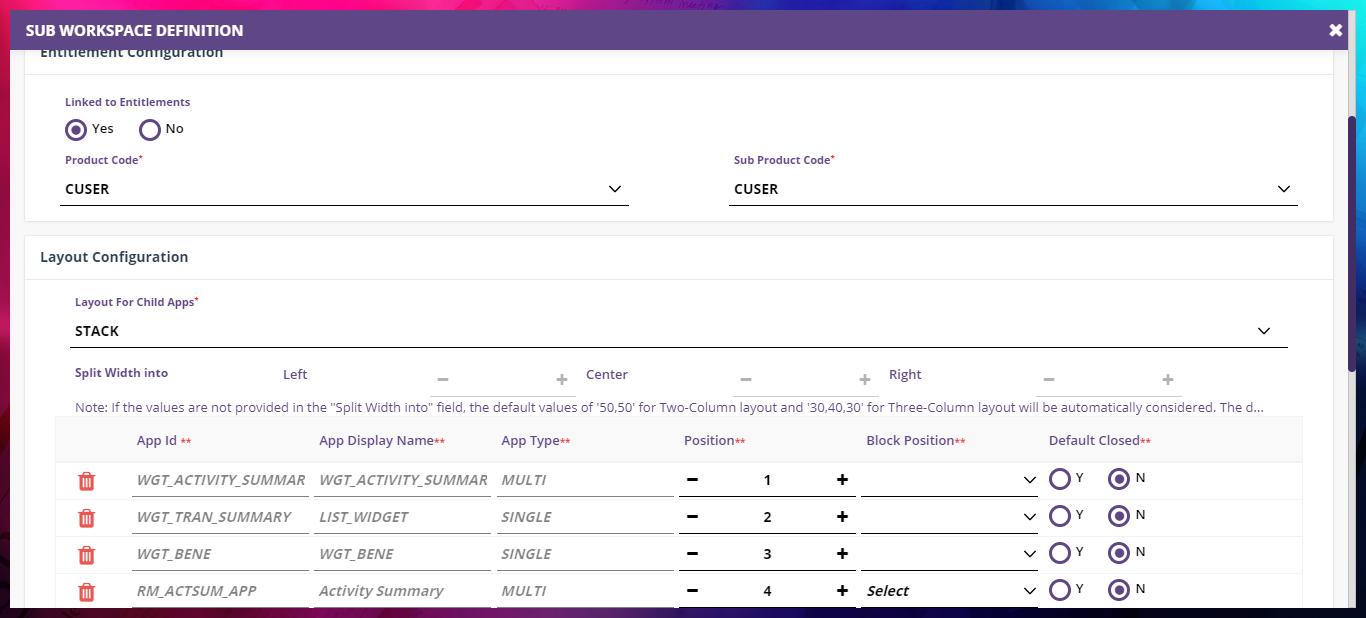 SUB WORKSPACE DEFINITION
Entitlement Configuration
Linked to Entitlements
Yes No
Product Code* Sub Product Code*
CUSER CUSER
Layout Configuration
Layout For Child Apps*
STACK
Split Width into Left Center Right
Note: If the values are not provided in the "Split Width into" field, the default values of '50,50' for Two-Column layout and '30,40,30' for Three-Column layout will be automatically considered. The d...
App Id ** App Display Name** App Type** Position** Block Position** Default Closed**
WGT_ACTIVITY_SUMMAR WGT_ACTIVITY_SUMMAR MULTI − 1 + Y N
WGT_TRAN_SUMMARY LIST_WIDGET SINGLE − 2 + Y N
WGT_BENE WGT_BENE SINGLE − 3 + Y N
RM_ACTSUM_APP Activity Summary MULTI − 4 + Select Y N